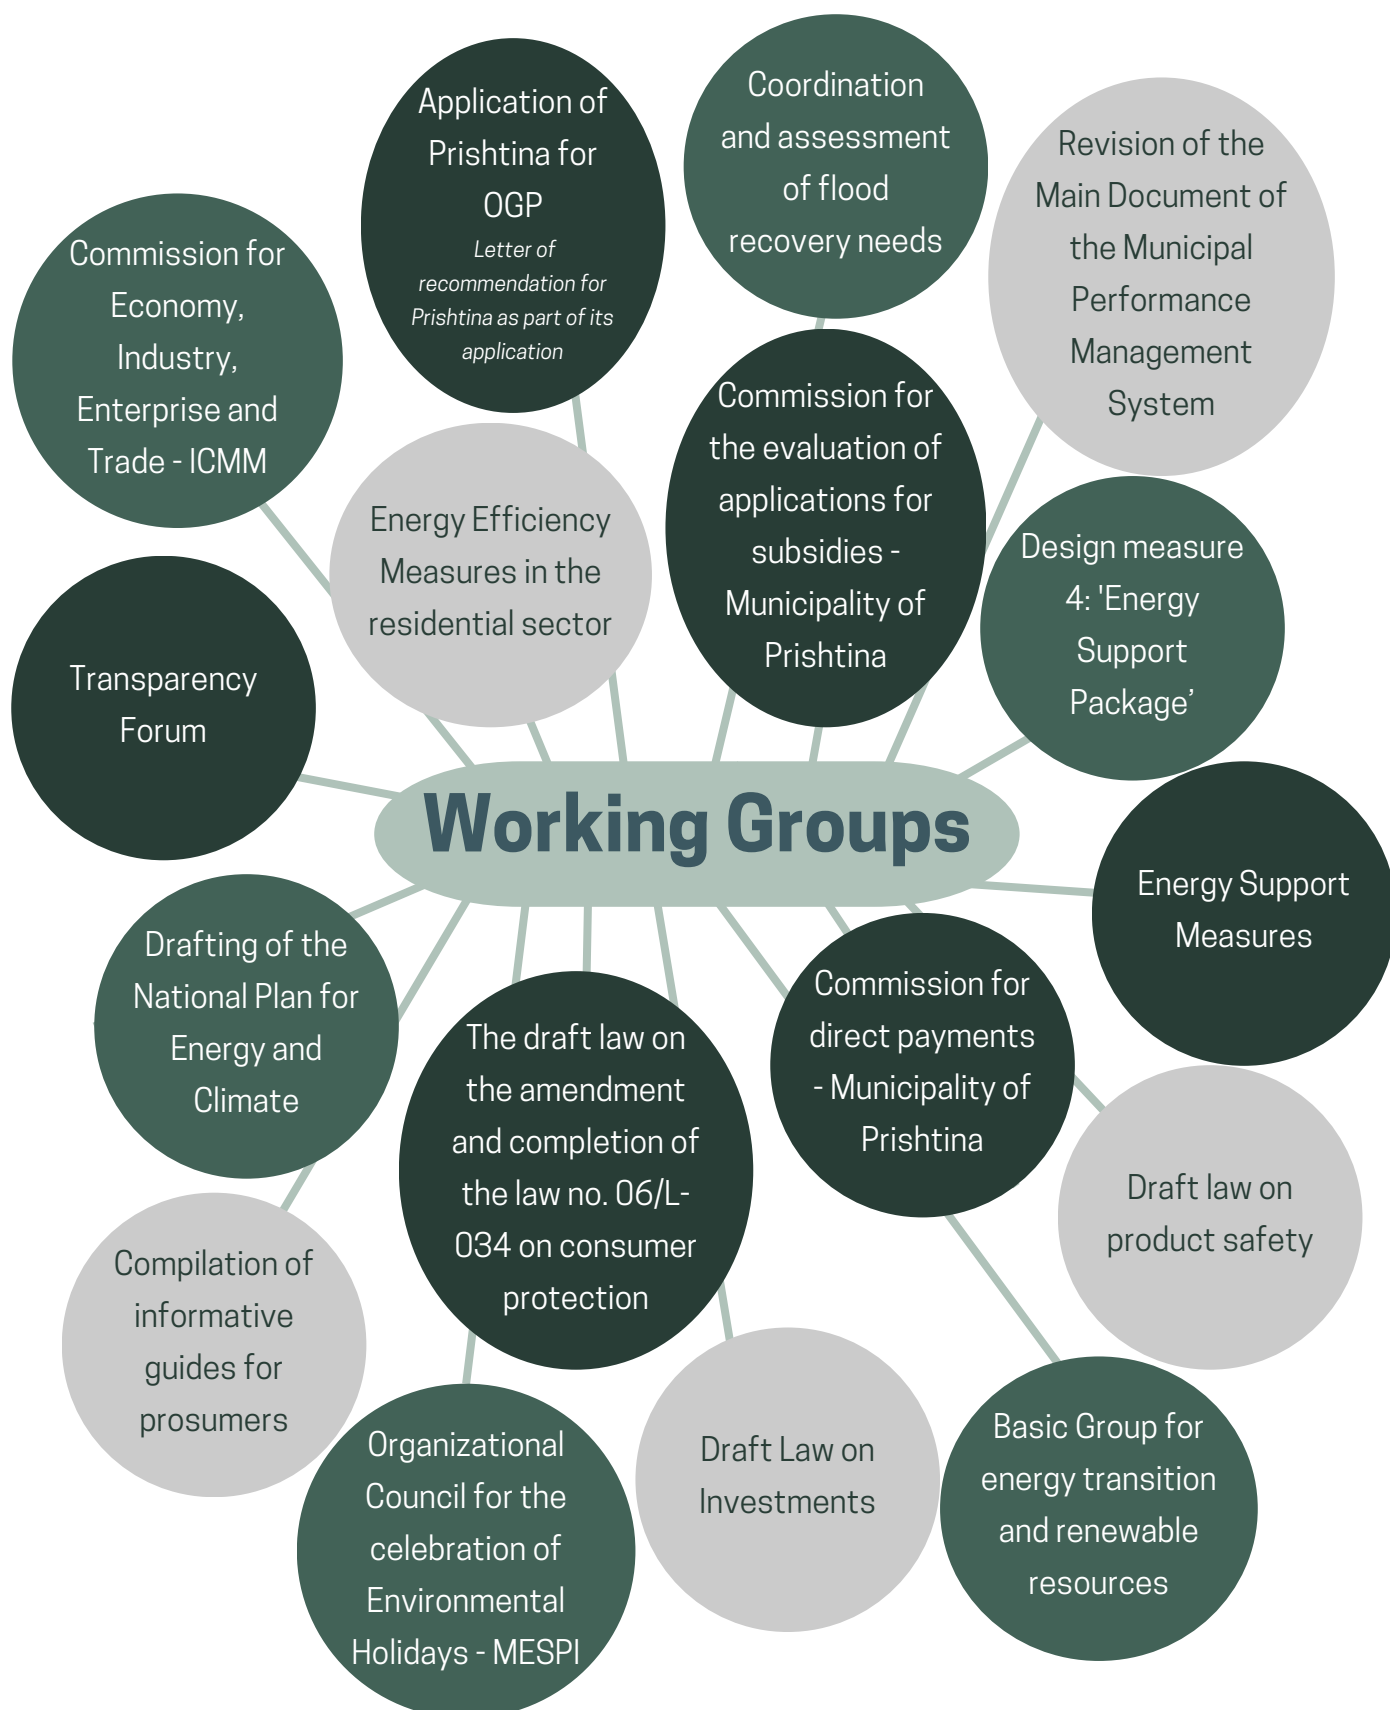 Application of
Prishtina for
OGP
Letter of
recommendation for
Prishtina as part of its
application
Coordination
and assessment
of flood
recovery needs
Revision of the
Main Document of
the Municipal
Performance
Management
System
Commission for
Economy,
Industry,
Enterprise and
Trade - ICMM
Energy Efficiency
Measures in the
residential sector
Commission for
the evaluation of
applications for
subsidies -
Municipality of
Prishtina
Design measure
4: 'Energy
Support
Package’
Transparency
Forum
Working Groups
Energy Support
Measures
Drafting of the
National Plan for
Energy and
Climate
The draft law on
the amendment
and completion of
the law no. 06/L-
034 on consumer
protection
Commission for
direct payments
- Municipality of
Prishtina
Draft law on
product safety
Compilation of
informative
guides for
prosumers
Organizational
Council for the
celebration of
Environmental
Holidays - MESPI
Draft Law on
Investments
Basic Group for
energy transition
and renewable
resources